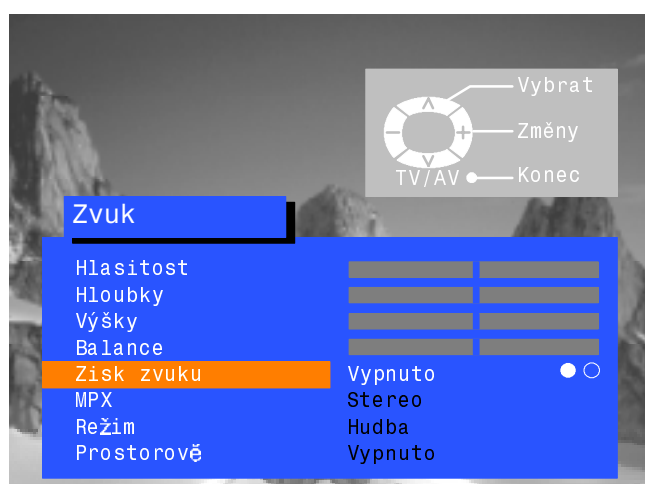 Vybrat
Změny
TV/AV Konec
Zvuk
Hlasitost
Hloubky
Výšky
Balance
Zisk zvuku Vypnuto
MPX Stereo
Režim Hudba
Prostorově Vypnuto